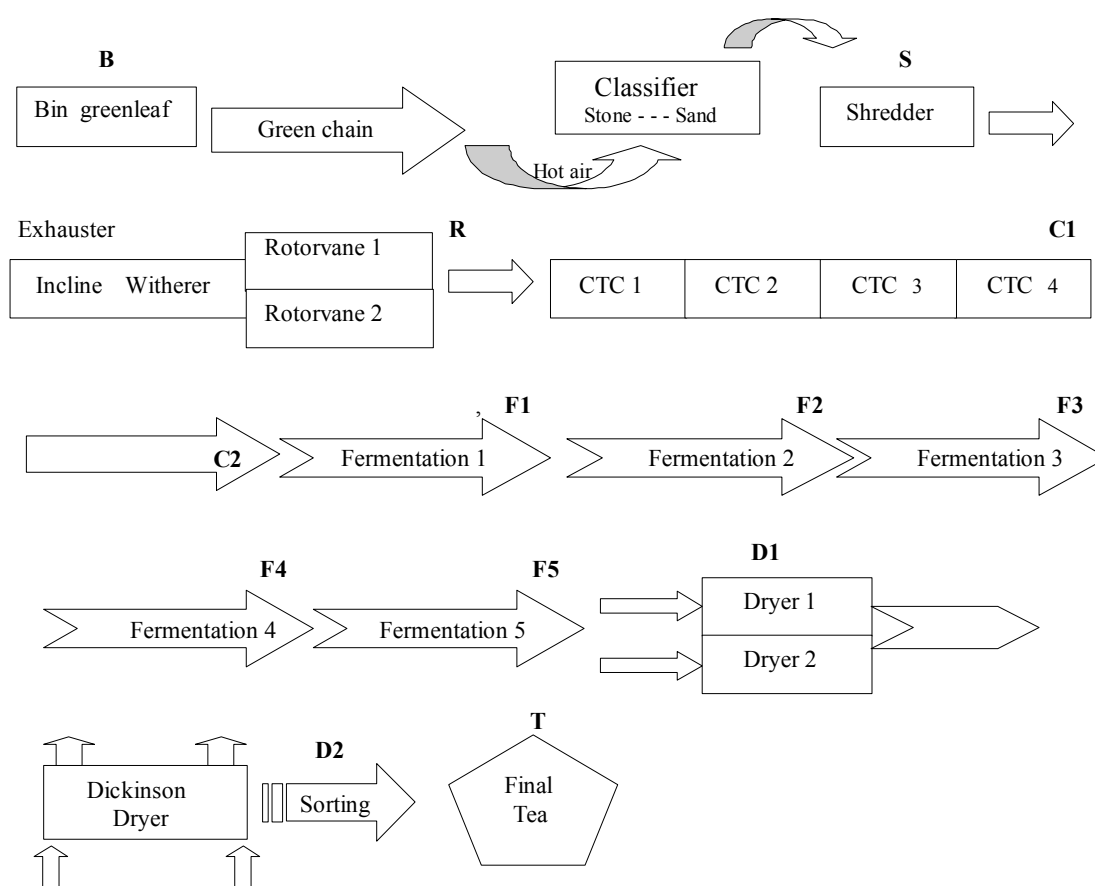 B
S
Bin greenleaf
Green chain
Classifier
Stone - - - Sand
Shredder
Hot air
Exhauster
R
C1
Incline Witherer
Rotorvane 1
Rotorvane 2
CTC 1
CTC 2
CTC 3
CTC 4
,
F1
F2
F3
C2
Fermentation 1
Fermentation 2
Fermentation 3
F4
F5
D1
Fermentation 4
Fermentation 5
Dryer 1
Dryer 2
D2
T
Dickinson
Dryer
Sorting
Final
Tea